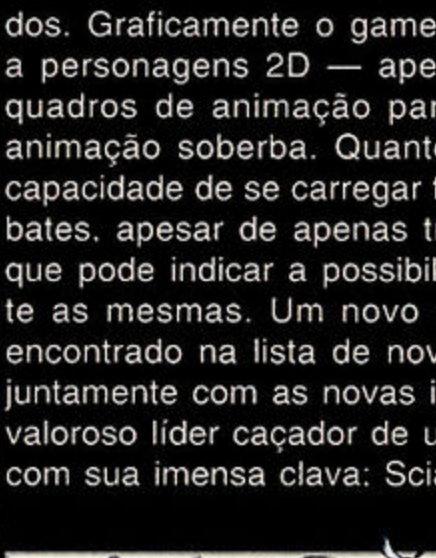 dos. Graficamente o game
a personagens 2D — ape
quadros de animação par
animação soberba. Quant
capacidade de se carregar
bates, apesar de apenas t
que pode indicar a possibil
te as mesmas. Um novo
encontrado na lista de nov
juntamente com as novas i
valoroso líder caçador de u
com sua imensa clava: Scia